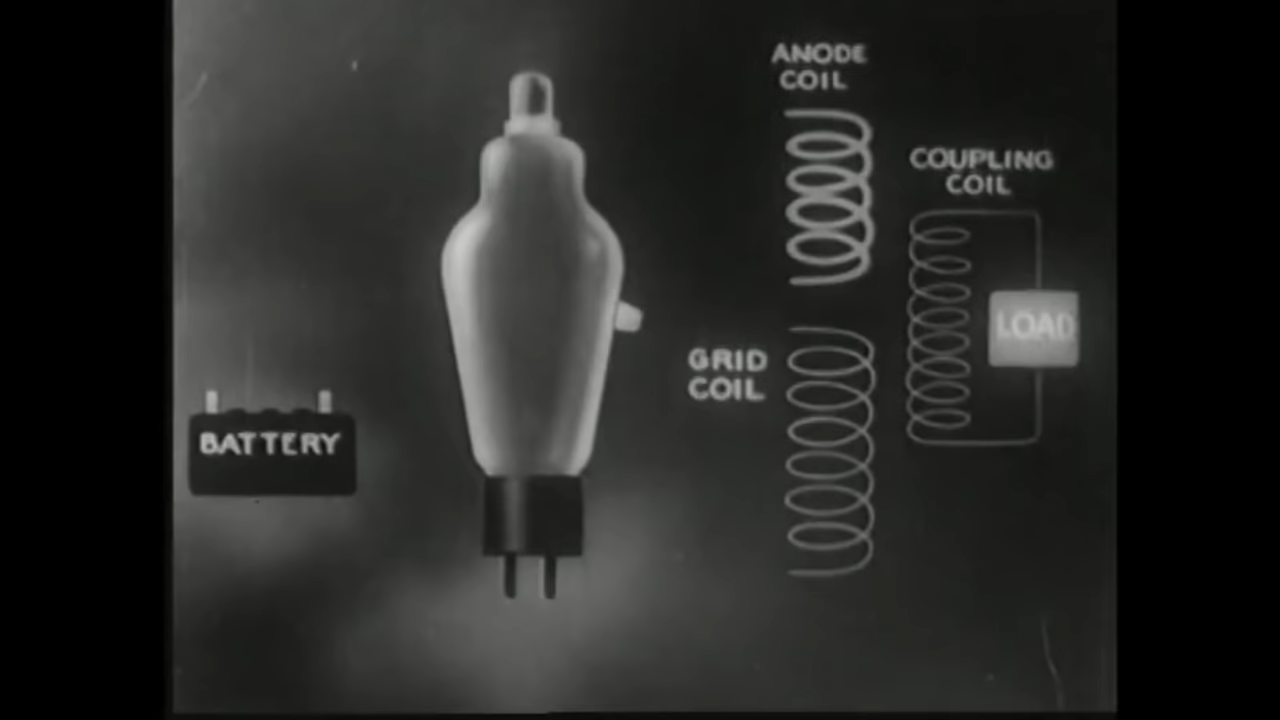 ANODE
COIL
COUPLING
COIL
LOAD
GRID
COIL
BATTERY